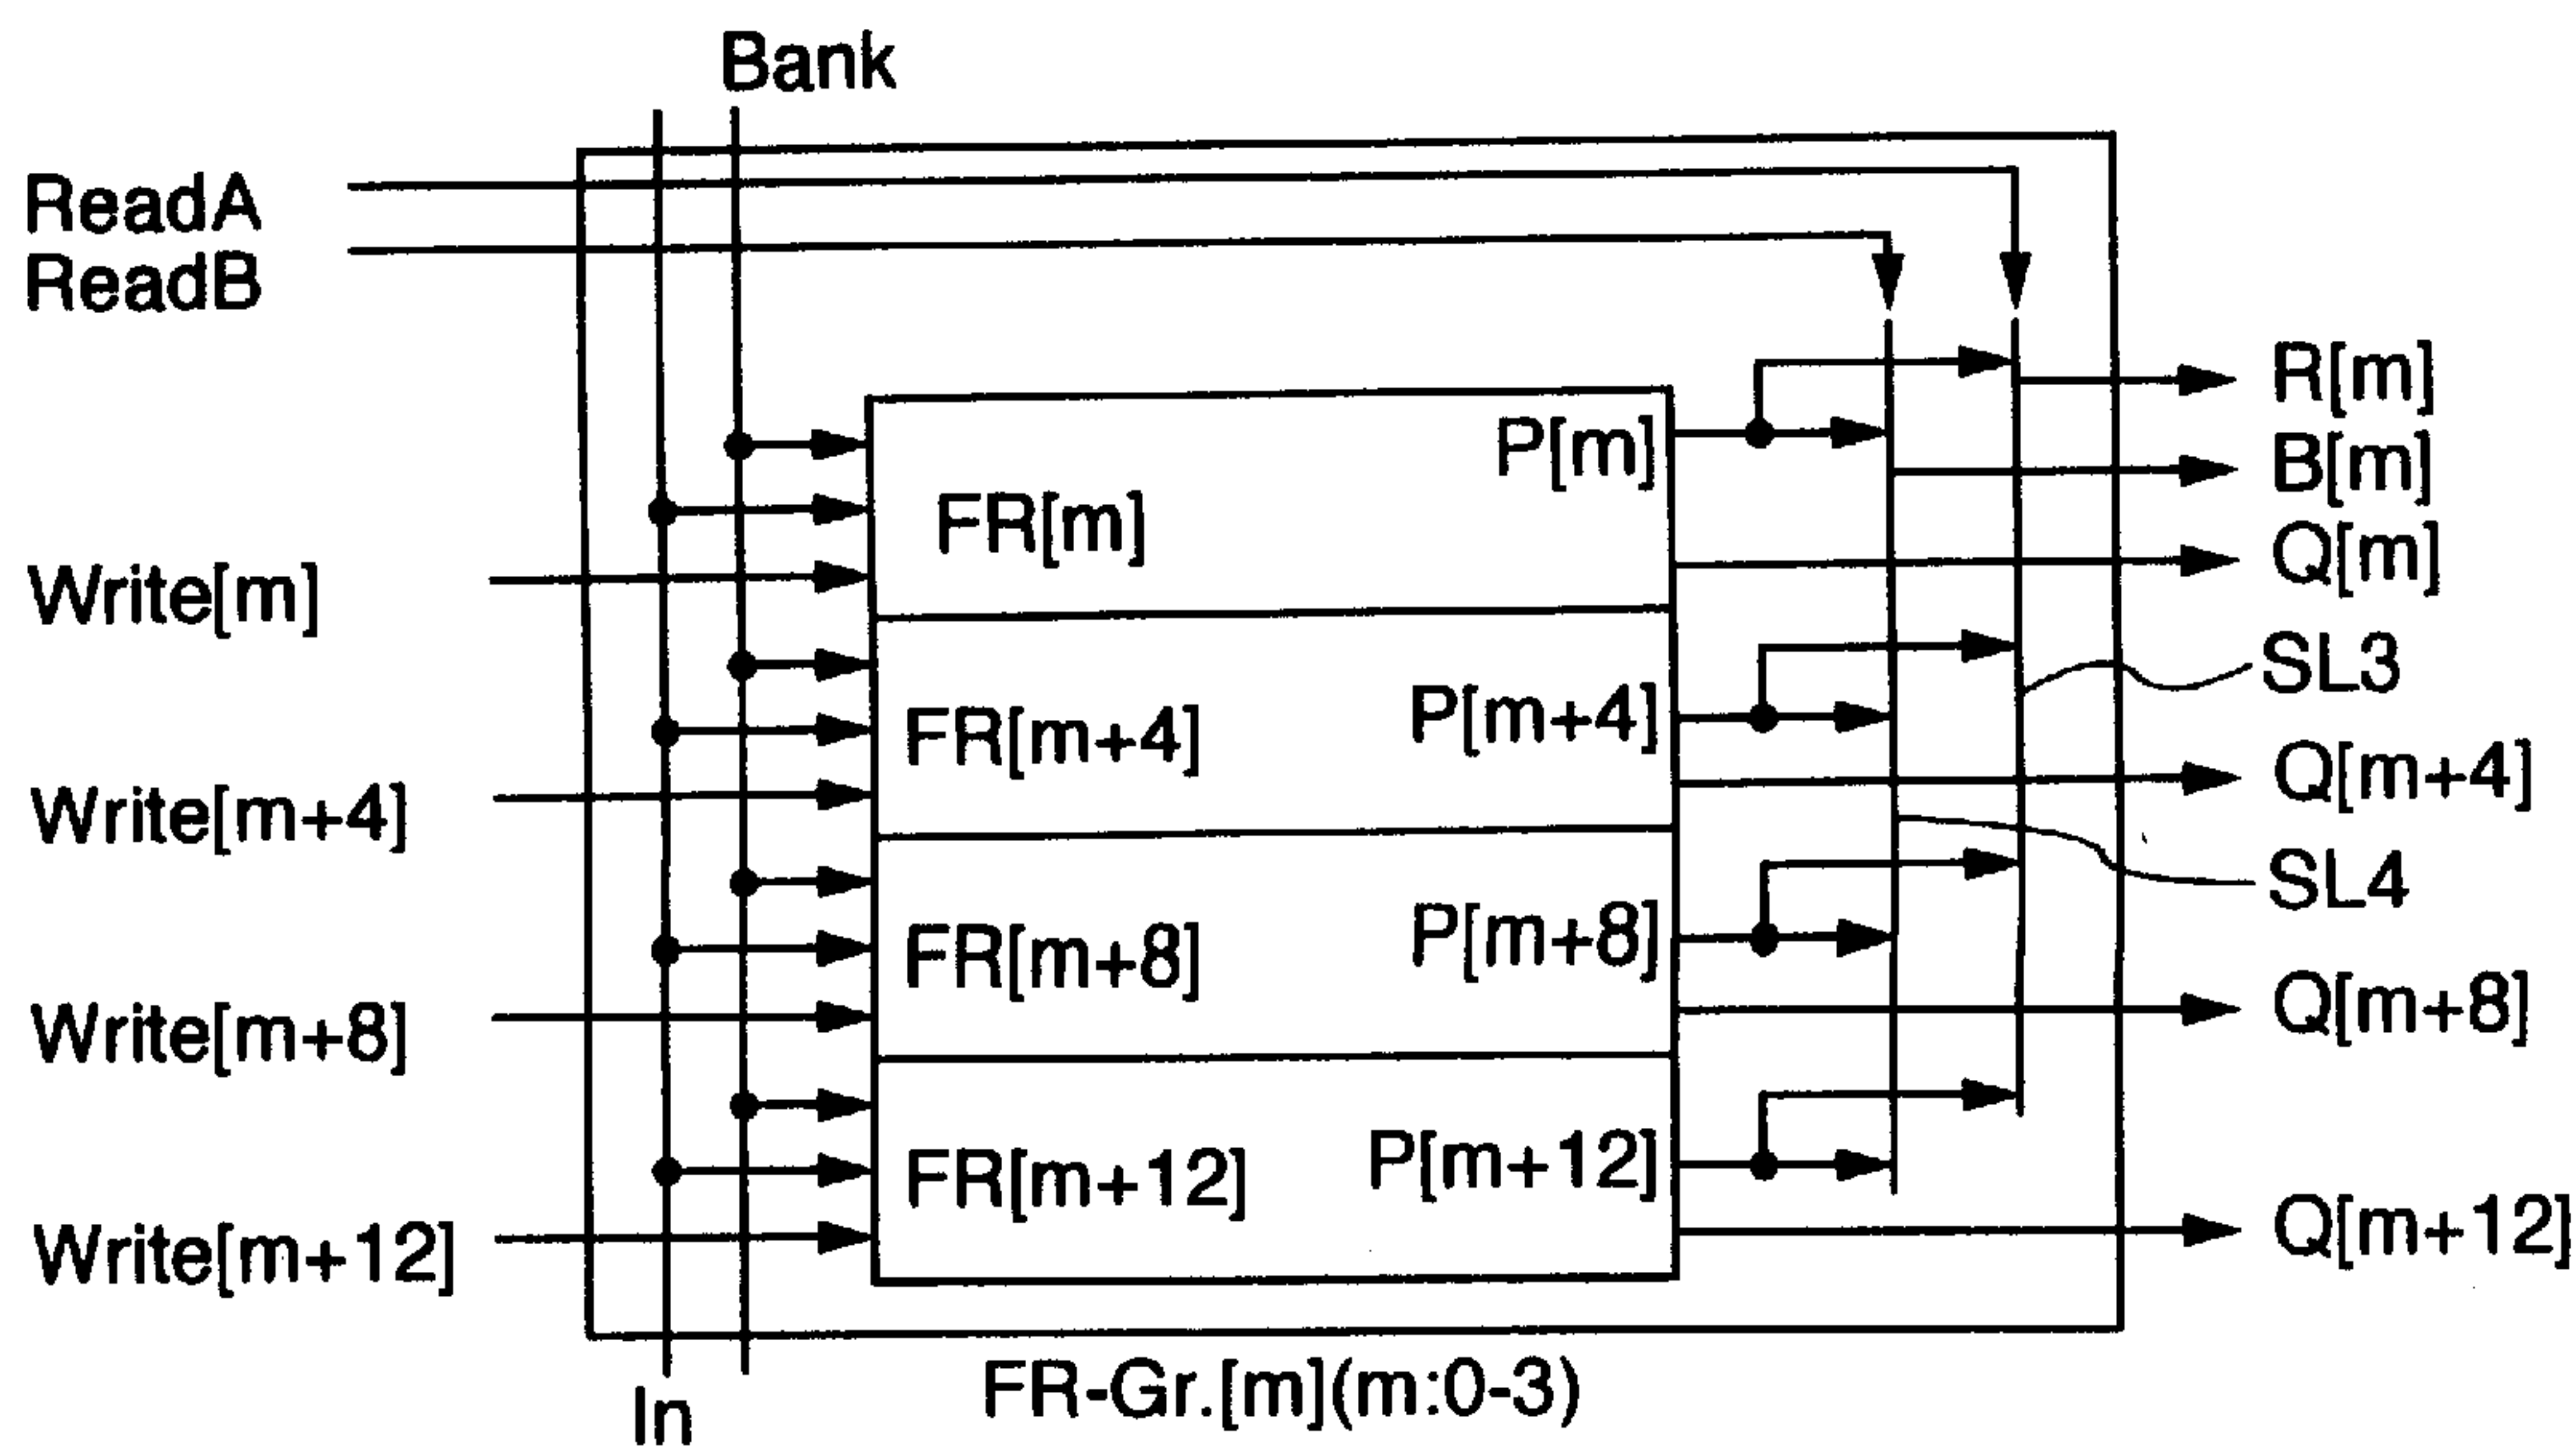 Bank
ReadA
ReadB
R[m]
P[m]
B[m]
FR[m]
Q[m]
Write[m]
SL3
FR[m+4]
P[m+4]
Q[m+4]
Write[m+4]
SL4
FR[m+8]
P[m+8]
Q[m+8]
Write[m+8]
FR[m+12]
P[m+12]
Q[m+12]
Write[m+12]
FR-Gr.[m](m:0-3)
In